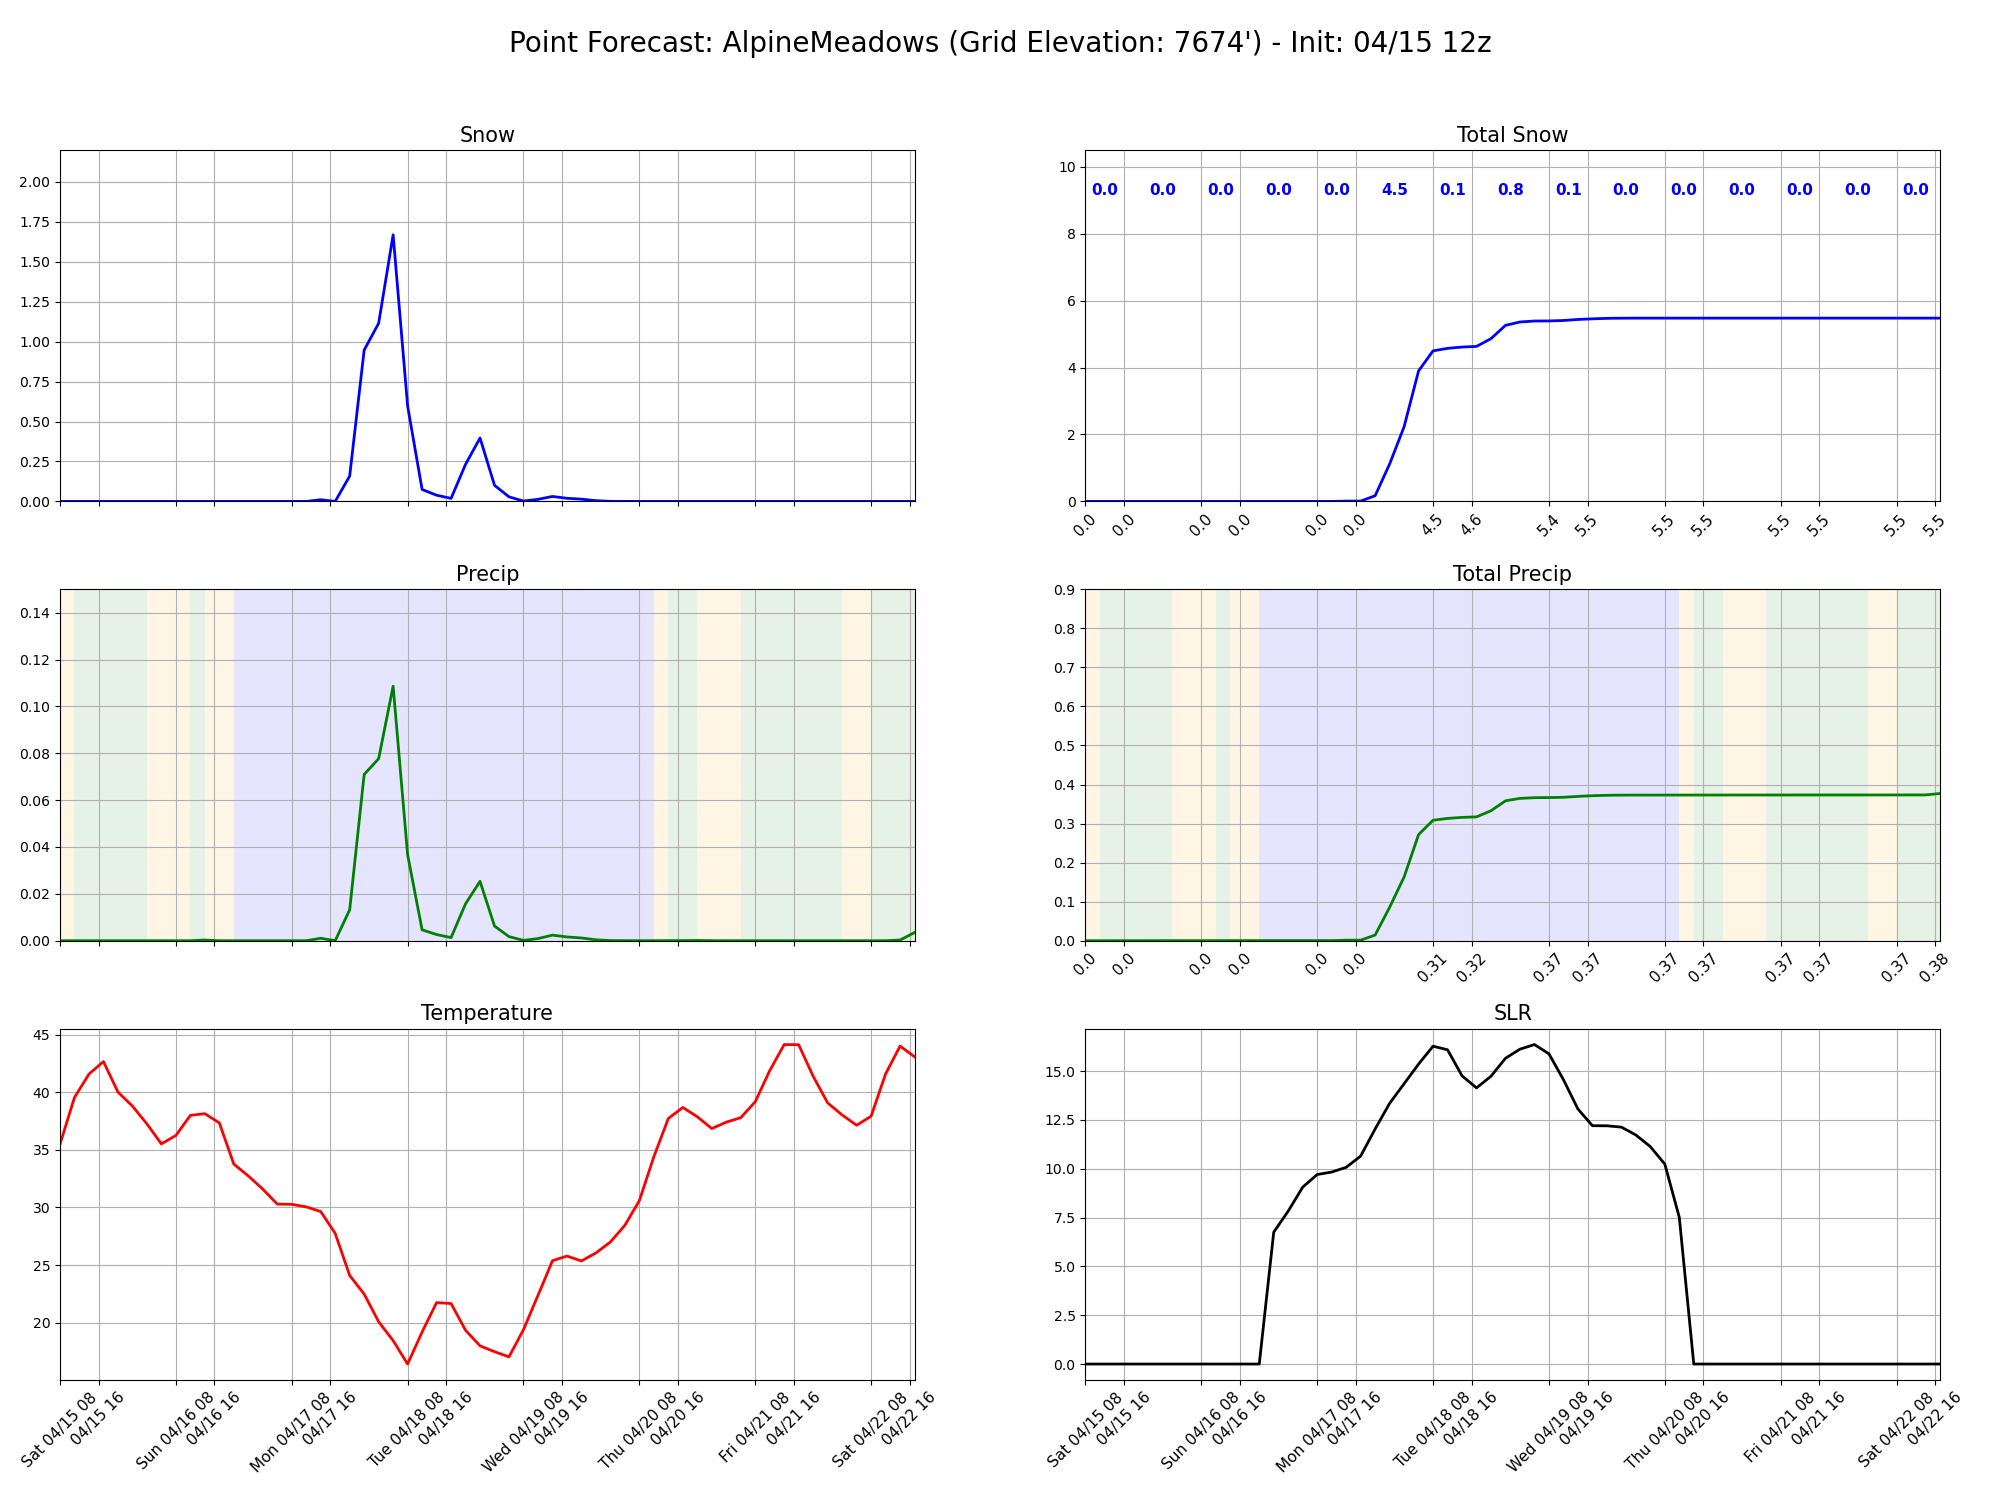 Point Forecast: AlpineMeadows (Grid Elevation: 7674') - Init: 04/15 12z
Snow
2.00
1.75
1.50
1.25
1.00
0.75
0.50
0.25
0.00
Total Snow
10
8
6
4
2
0
0.0 0.0 0.0 0.0 0.0 4.5 0.1 0.8 0.1 0.0 0.0 0.0 0.0 0.0 0.0
0.0 0.0 0.0 0.0 0.0 0.0 4.5 4.6 5.4 5.5 5.5 5.5 5.5 5.5 5.5 5.5
Precip
0.14
0.12
0.10
0.08
0.06
0.04
0.02
0.00
Total Precip
0.9
0.8
0.7
0.6
0.5
0.4
0.3
0.2
0.1
0.0
0.0 0.0 0.0 0.0 0.0 0.0 0.31 0.32 0.37 0.37 0.37 0.37 0.37 0.37 0.37 0.38
Temperature
45
40
35
30
25
20
Sat 04/15 08
04/15 16
Sun 04/16 08
04/16 16
Mon 04/17 08
04/17 16
Tue 04/18 08
04/18 16
Wed 04/19 08
04/19 16
Thu 04/20 08
04/20 16
Fri 04/21 08
04/21 16
Sat 04/22 08
04/22 16
SLR
15.0
12.5
10.0
7.5
5.0
2.5
0.0
Sat 04/15 08
04/15 16
Sun 04/16 08
04/16 16
Mon 04/17 08
04/17 16
Tue 04/18 08
04/18 16
Wed 04/19 08
04/19 16
Thu 04/20 08
04/20 16
Fri 04/21 08
04/21 16
Sat 04/22 08
04/22 16